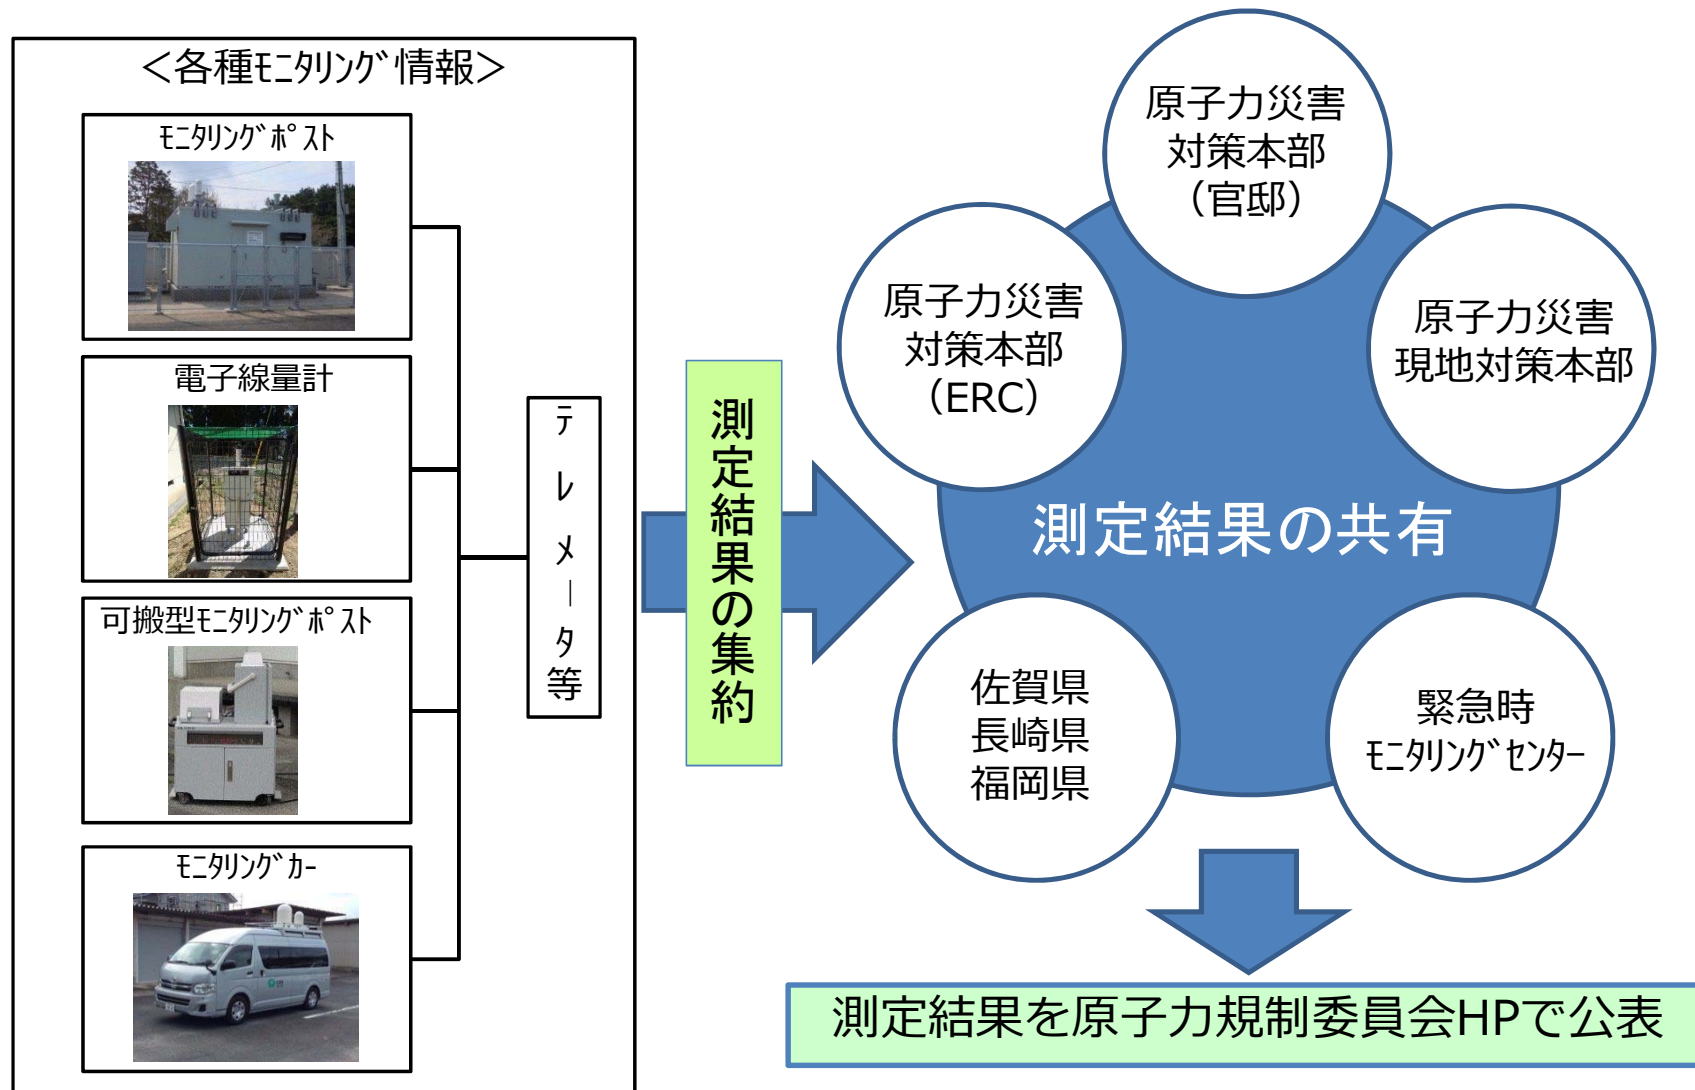 ＜各種ﾓﾆﾀﾘﾝｸﾞ情報＞
ﾓﾆﾀﾘﾝｸﾞﾎﾟｽﾄ
電子線量計
可搬型ﾓﾆﾀﾘﾝｸﾞﾎﾟｽﾄ
ﾓﾆﾀﾘﾝｸﾞｶｰ
テレメータ等
測定結果の集約
原子力災害
対策本部
（官邸）
原子力災害
対策本部
（ERC）
原子力災害
現地対策本部
測定結果の共有
佐賀県
長崎県
福岡県
緊急時
ﾓﾆﾀﾘﾝｸﾞｾﾝﾀｰ
測定結果を原子力規制委員会HPで公表